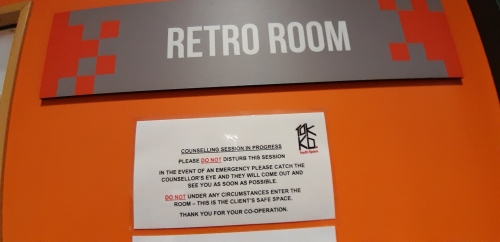 RETRO ROOM
COUNSELLING SESSION IN PROGRESS
PLEASE DO NOT DISTURB THIS SESSION
IN THE EVENT OF AN EMERGENCY PLEASE CATCH THE
COUNSELLOR'S EYE AND THEY WILL COME OUT AND
SEE YOU AS SOON AS POSSIBLE.
DO NOT UNDER ANY CIRCUMSTANCES ENTER THE
ROOM – THIS IS THE CLIENT'S SAFE SPACE.
THANK YOU FOR YOUR CO-OPERATION.